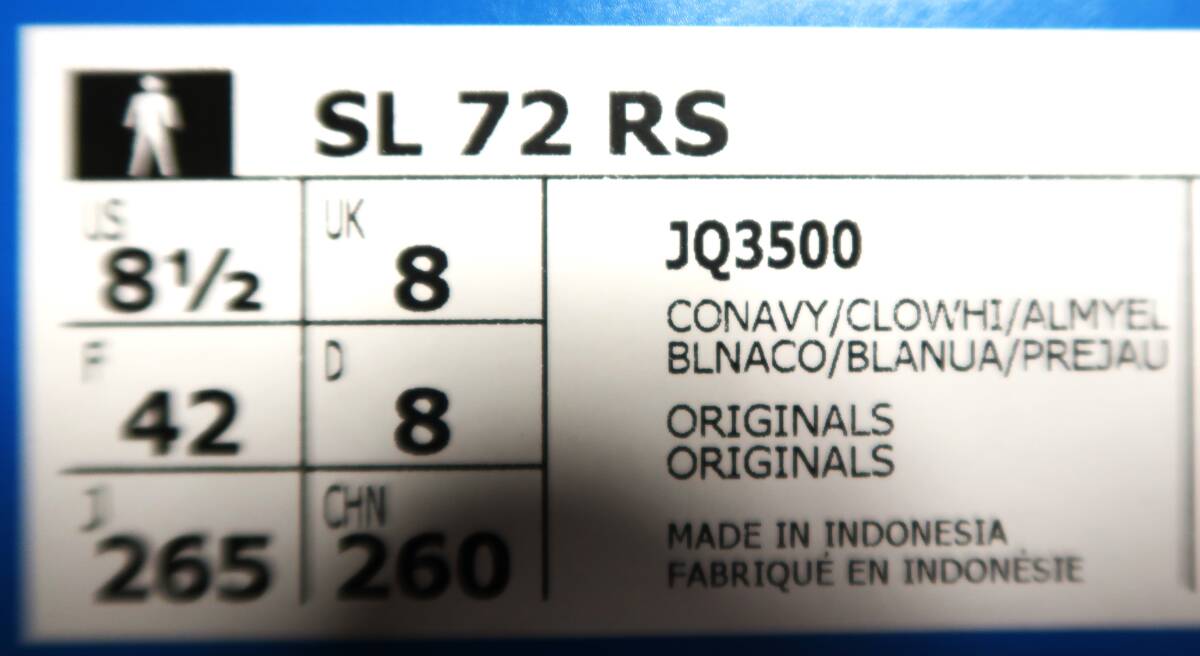 SL 72 RS
US 8½ UK 8
F 42 D 8
J 265 CHN 260
JQ3500
CONAVY/CLOWHI/ALMYEL
BLNACO/BLANUA/PREJAU
ORIGINALS
ORIGINALS
MADE IN INDONESIA
FABRIQUÉ EN INDONÉSIE